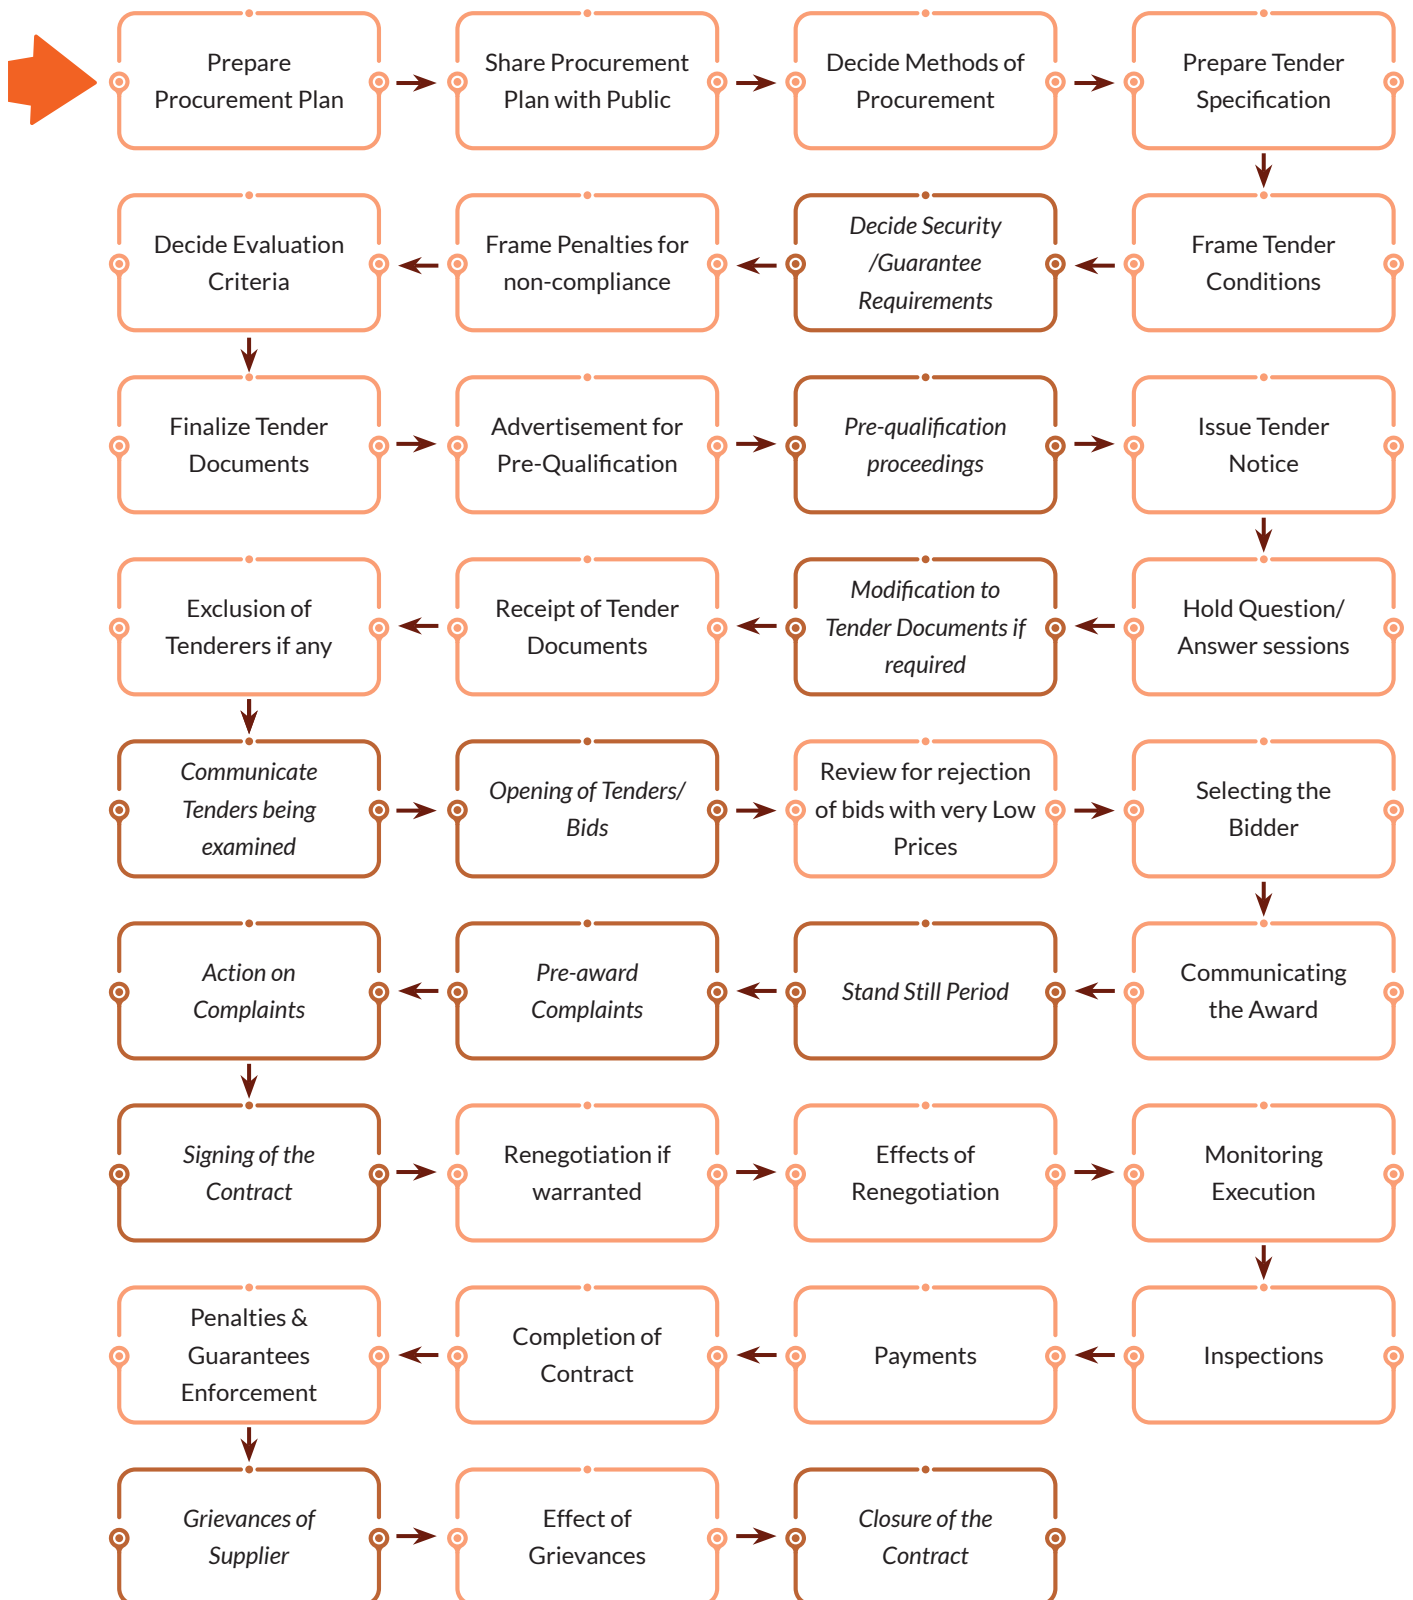 Prepare
Procurement Plan
Share Procurement
Plan with Public
Decide Methods of
Procurement
Prepare Tender
Specification
Frame Tender
Conditions
Decide Security
/Guarantee
Requirements
Frame Penalties for
non-compliance
Decide Evaluation
Criteria
Finalize Tender
Documents
Advertisement for
Pre-Qualification
Pre-qualification
proceedings
Issue Tender
Notice
Hold Question/
Answer sessions
Modification to
Tender Documents if
required
Receipt of Tender
Documents
Exclusion of
Tenderers if any
Communicate
Tenders being
examined
Opening of Tenders/
Bids
Review for rejection
of bids with very Low
Prices
Selecting the
Bidder
Communicating
the Award
Stand Still Period
Pre-award
Complaints
Action on
Complaints
Signing of the
Contract
Renegotiation if
warranted
Effects of
Renegotiation
Monitoring
Execution
Inspections
Payments
Completion of
Contract
Penalties &
Guarantees
Enforcement
Grievances of
Supplier
Effect of
Grievances
Closure of the
Contract